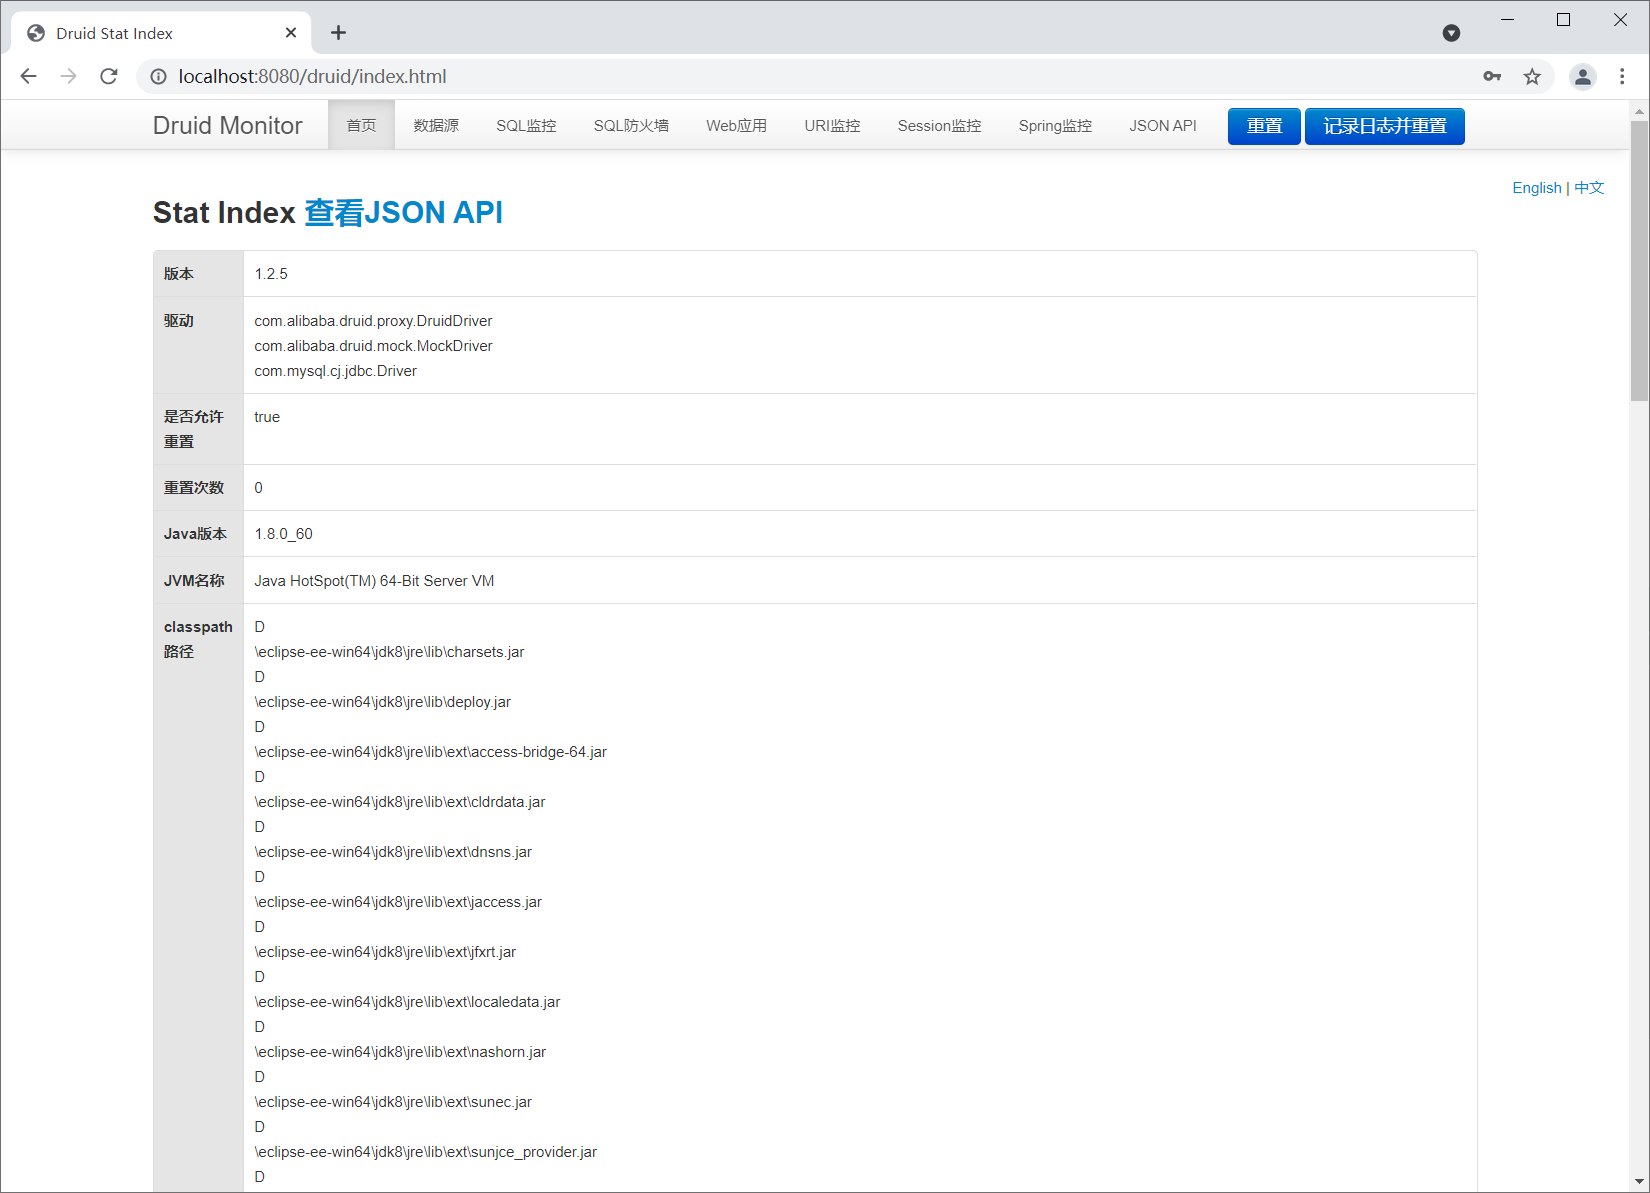 Druid Stat Index
localhost:8080/druid/index.html
Druid Monitor 首页 数据源 SQL监控 SQL防火墙 Web应用 URI监控 Session监控 Spring监控 JSON API 重置 记录日志并重置
English | 中文
Stat Index 查看JSON API
版本 1.2.5
驱动 com.alibaba.druid.proxy.DruidDriver
com.alibaba.druid.mock.MockDriver
com.mysql.cj.jdbc.Driver
是否允许 true
重置
重置次数 0
Java版本 1.8.0_60
JVM名称 Java HotSpot(TM) 64-Bit Server VM
classpath D
路径 \eclipse-ee-win64\jdk8\jre\lib\charsets.jar
D
\eclipse-ee-win64\jdk8\jre\lib\deploy.jar
D
\eclipse-ee-win64\jdk8\jre\lib\ext\access-bridge-64.jar
D
\eclipse-ee-win64\jdk8\jre\lib\ext\cldrdata.jar
D
\eclipse-ee-win64\jdk8\jre\lib\ext\dnsns.jar
D
\eclipse-ee-win64\jdk8\jre\lib\ext\jaccess.jar
D
\eclipse-ee-win64\jdk8\jre\lib\ext\jfxrt.jar
D
\eclipse-ee-win64\jdk8\jre\lib\ext\localedata.jar
D
\eclipse-ee-win64\jdk8\jre\lib\ext\nashorn.jar
D
\eclipse-ee-win64\jdk8\jre\lib\ext\sunec.jar
D
\eclipse-ee-win64\jdk8\jre\lib\ext\sunjce_provider.jar
D